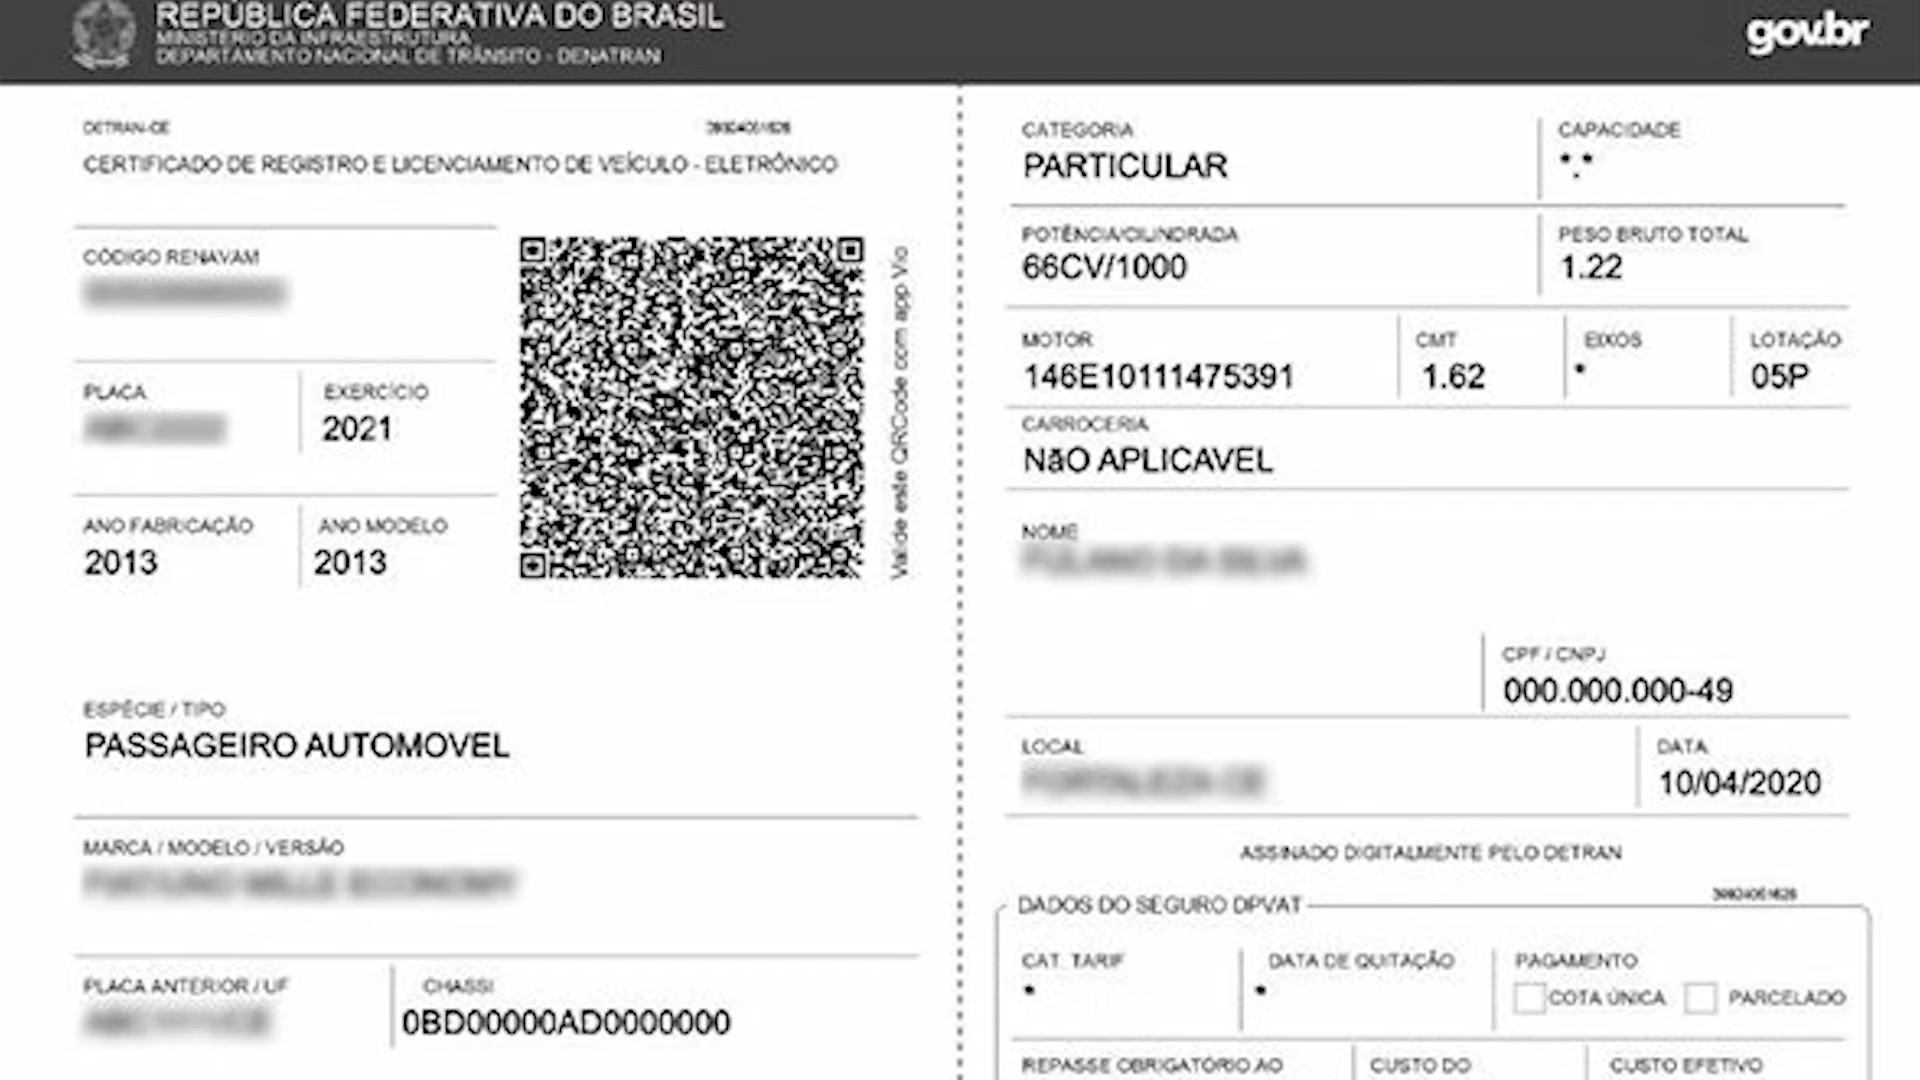 REPÚBLICA FEDERATIVA DO BRASIL
MINISTÉRIO DA INFRAESTRUTURA
DEPARTAMENTO NACIONAL DE TRÂNSITO - DENATRAN
gov.br
DETRAN-CE
CERTIFICADO DE REGISTRO E LICENCIAMENTO DE VEÍCULO - ELETRÔNICO
CÓDIGO RENAVAM
PLACA
EXERCÍCIO
2021
ANO FABRICAÇÃO
ANO MODELO
2013
2013
Valide este QRCode com app Vio
ESPÉCIE / TIPO
PASSAGEIRO AUTOMOVEL
MARCA / MODELO / VERSÃO
PLACA ANTERIOR / UF
CHASSI
0BD00000AD0000000
CATEGORIA
PARTICULAR
CAPACIDADE
*.*
POTÊNCIA/CILINDRADA
66CV/1000
PESO BRUTO TOTAL
1.22
MOTOR
146E10111475391
CMT
1.62
EIXOS
*
LOTAÇÃO
05P
CARROCERIA
NãO APLICAVEL
NOME
CPF / CNPJ
000.000.000-49
LOCAL
DATA
10/04/2020
ASSINADO DIGITALMENTE PELO DETRAN
DADOS DO SEGURO DPVAT
CAT. TARIF
*
DATA DE QUITAÇÃO
*
PAGAMENTO
COTA ÚNICA
PARCELADO
REPASSE OBRIGATÓRIO AO
CUSTO DO
CUSTO EFETIVO